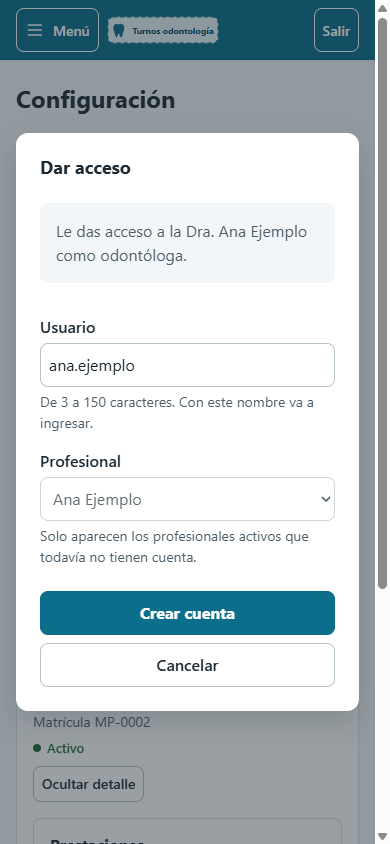 Menú
Turnos odontología
Salir
Configuración
Dar acceso
Le das acceso a la Dra. Ana Ejemplo
como odontóloga.
Usuario
ana.ejemplo
De 3 a 150 caracteres. Con este nombre va a
ingresar.
Profesional
Ana Ejemplo
Solo aparecen los profesionales activos que
todavía no tienen cuenta.
Crear cuenta
Cancelar
Matrícula MP-0002
Activo
Ocultar detalle
Prestaciones